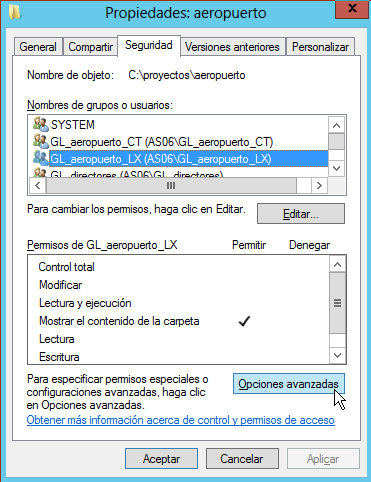 Propiedades: aeropuerto
General
Compartir
Seguridad
Versiones anteriores
Personalizar
Nombre de objeto: C:\proyectos\aeropuerto
Nombres de grupos o usuarios:
SYSTEM
GL_aeropuerto_CT (AS06\GL_aeropuerto_CT)
GL_aeropuerto_LX (AS06\GL_aeropuerto_LX)
GL_directores (AS06\GL_directores)
Para cambiar los permisos, haga clic en Editar.
Editar...
Permisos de GL_aeropuerto_LX Permitir Denegar
Control total
Modificar
Lectura y ejecución
Mostrar el contenido de la carpeta
Lectura
Escritura
Para especificar permisos especiales o
configuraciones avanzadas, haga clic
en Opciones avanzadas.
Opciones avanzadas
Obtener más información acerca de control y permisos de acceso
Aceptar
Cancelar
Aplicar